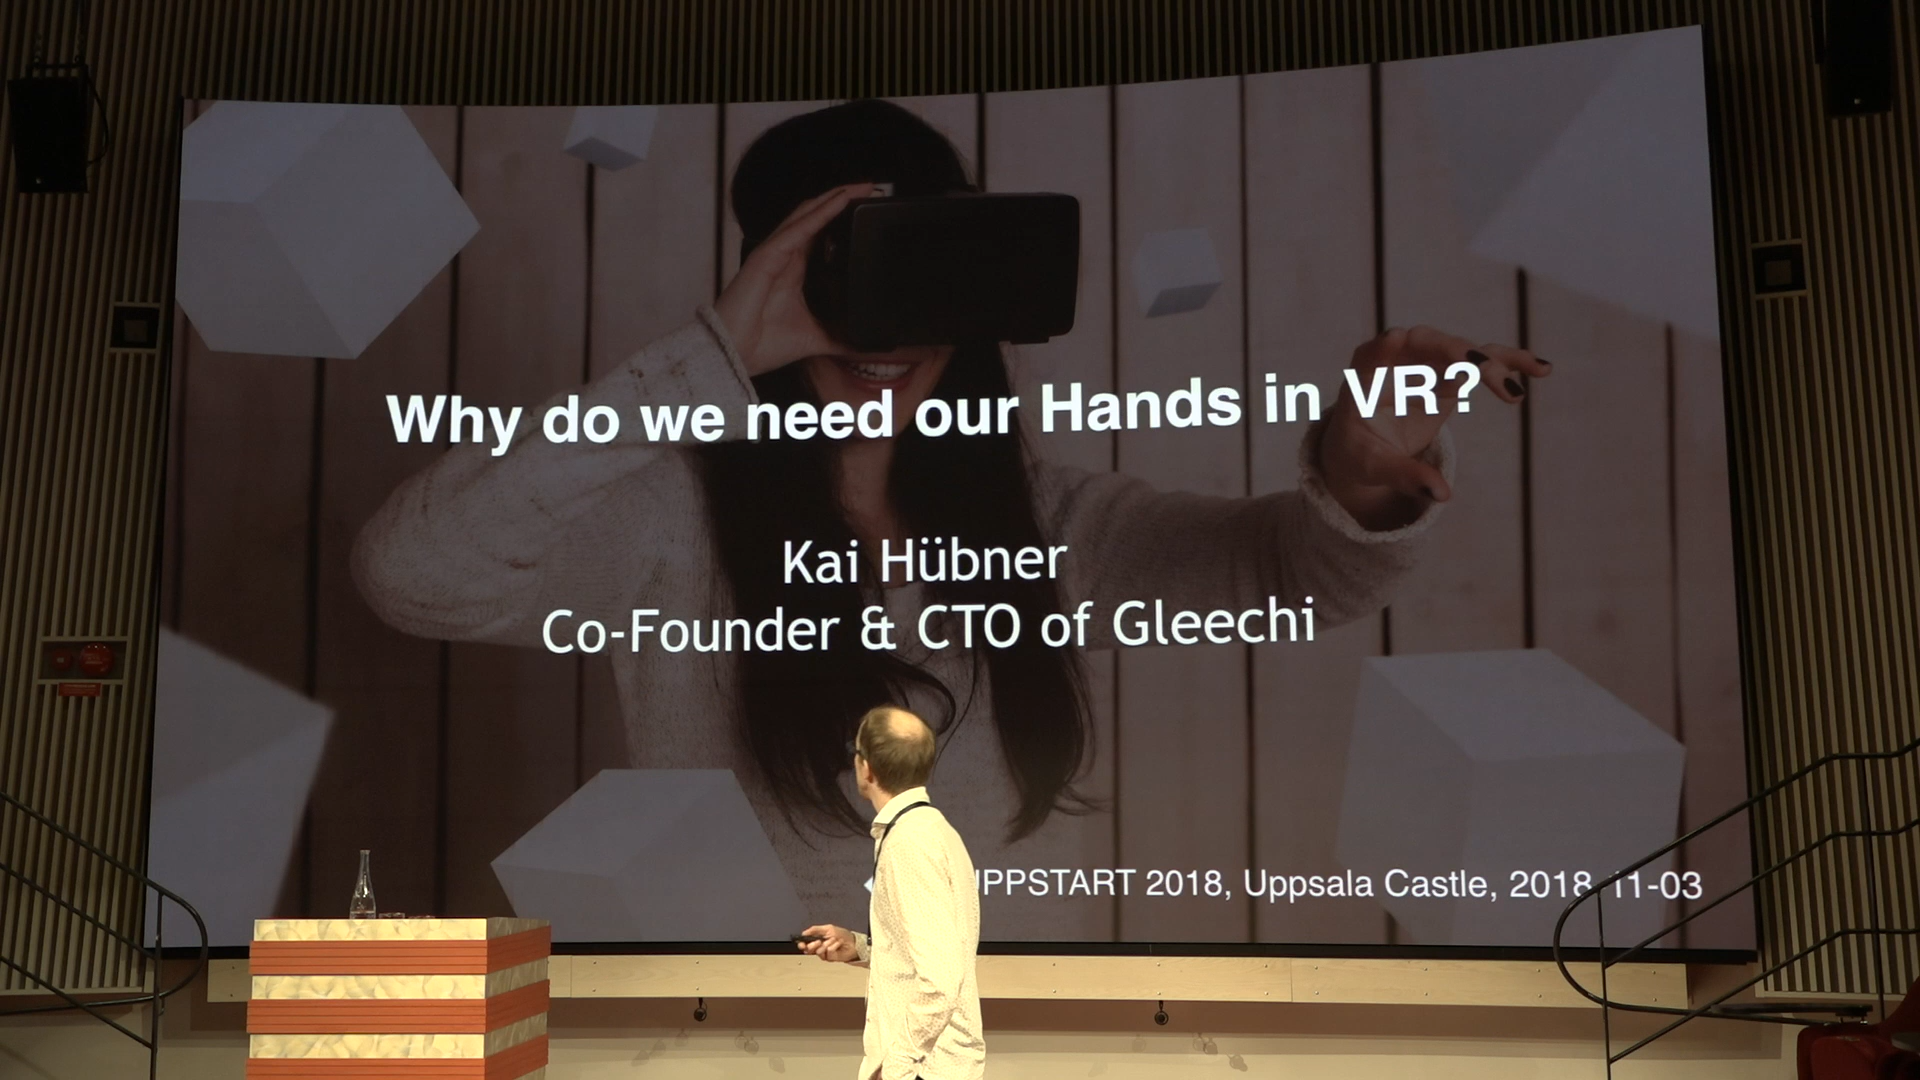 Why do we need our Hands in VR?
Kai Hübner
Co-Founder & CTO of Gleechi
UPPSTART 2018, Uppsala Castle, 2018-11-03